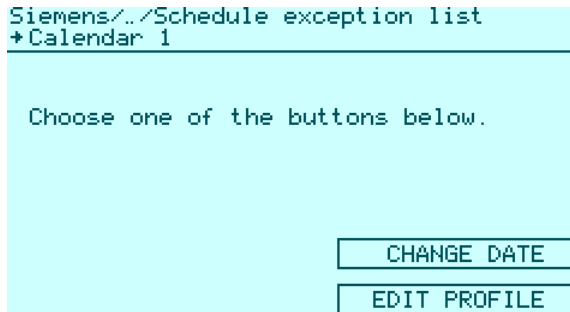 Siemens/../Schedule exception list
→Calendar 1
Choose one of the buttons below.
CHANGE DATE
EDIT PROFILE